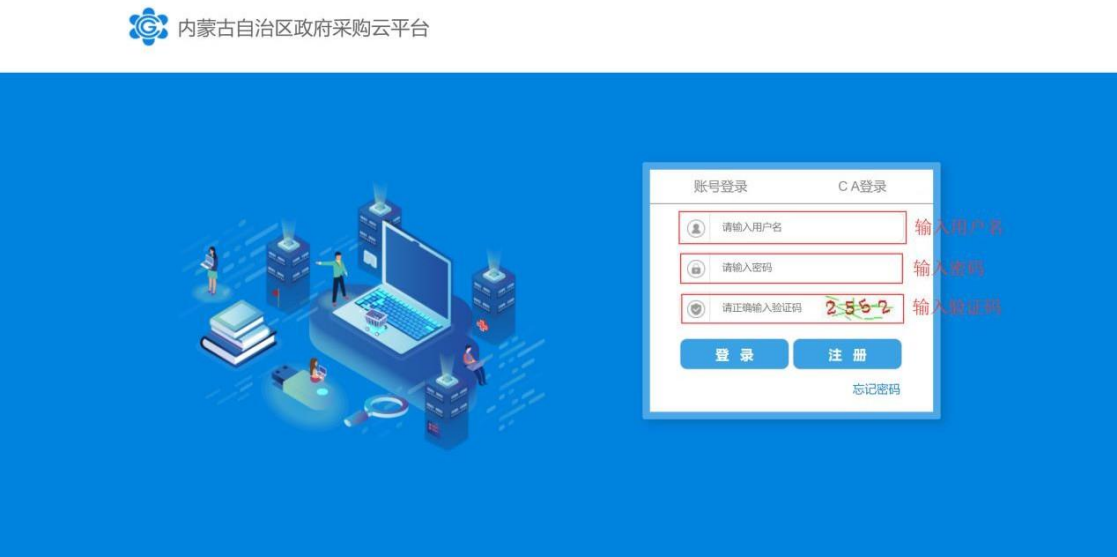 内蒙古自治区政府采购云平台
账号登录
CA登录
请输入用户名
输入用户名
请输入密码
输入密码
请正确输入验证码
2552
输入验证码
登 录
注 册
忘记密码